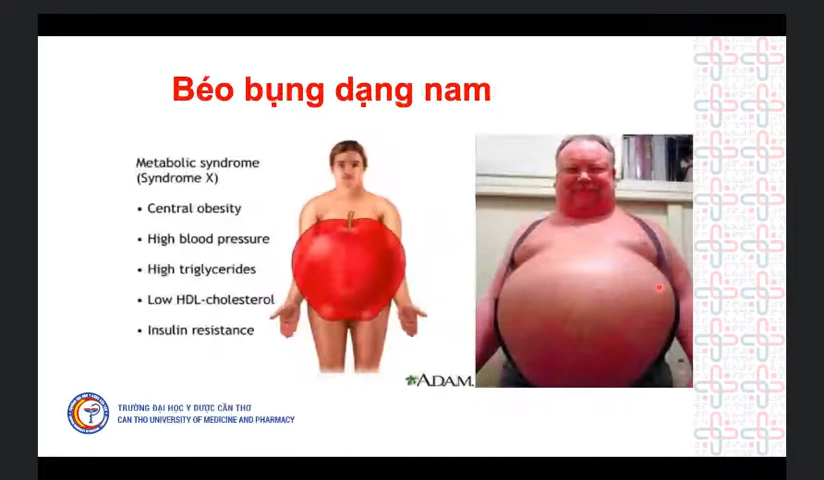 Béo bụng dạng nam
Metabolic syndrome
(Syndrome X)
• Central obesity
• High blood pressure
• High triglycerides
• Low HDL-cholesterol
• Insulin resistance
ADAM.
TRƯỜNG ĐẠI HỌC Y DƯỢC CẦN THƠ
CAN THO UNIVERSITY OF MEDICINE AND PHARMACY